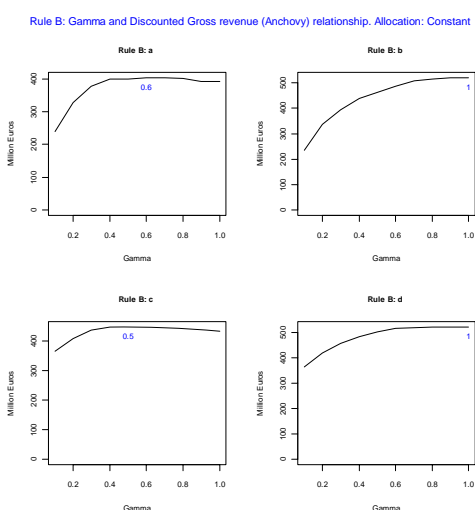 Rule B: Gamma and Discounted Gross revenue (Anchovy) relationship. Allocation: Constant
Rule B: a
Million Euros
0 100 200 300 400
0.6
0.2 0.4 0.6 0.8 1.0
Gamma
Rule B: b
Million Euros
0 100 200 300 400 500
1
0.2 0.4 0.6 0.8 1.0
Gamma
Rule B: c
Million Euros
0 100 200 300 400
0.5
0.2 0.4 0.6 0.8 1.0
Gamma
Rule B: d
Million Euros
0 100 200 300 400 500
1
0.2 0.4 0.6 0.8 1.0
Gamma